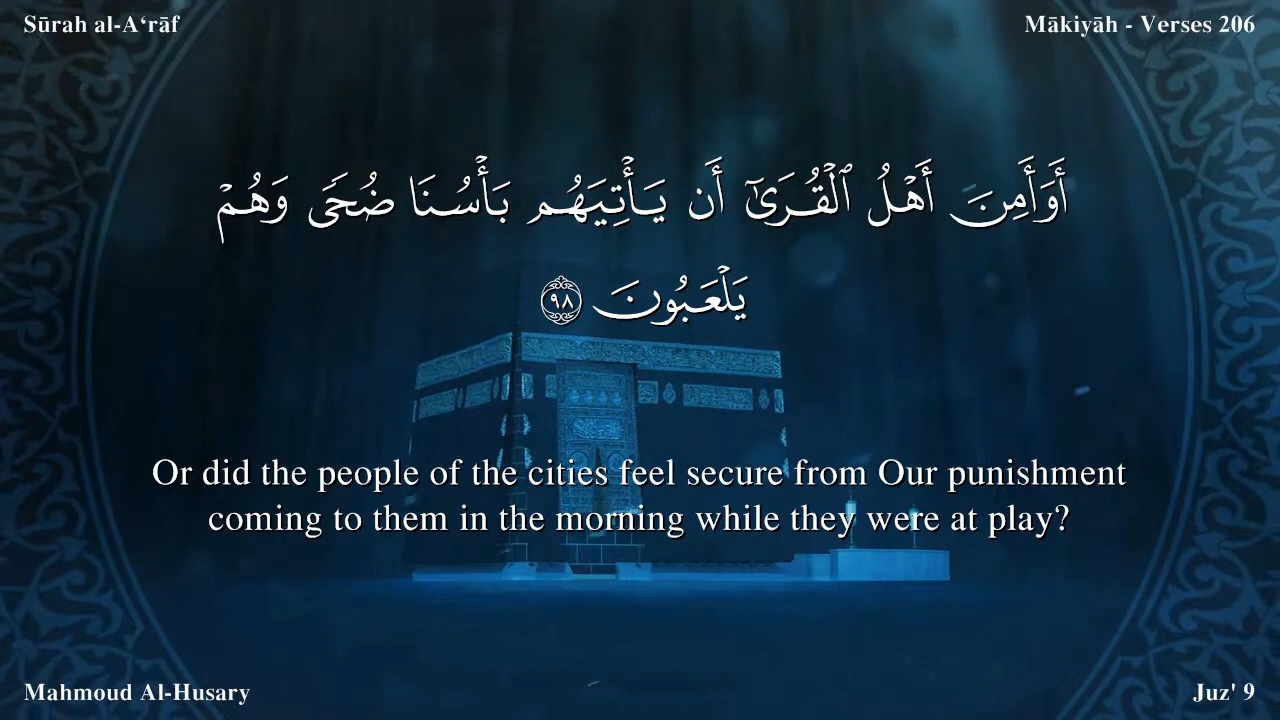 Sūrah al-A‘rāf
Mākiyāh - Verses 206
أَوَأَمِنَ أَهْلُ ٱلْقُرَىٰٓ أَن يَأْتِيَهُم بَأْسُنَا ضُحًى وَهُمْ
يَلْعَبُونَ ٩٨
Or did the people of the cities feel secure from Our punishment
coming to them in the morning while they were at play?
Mahmoud Al-Husary
Juz' 9